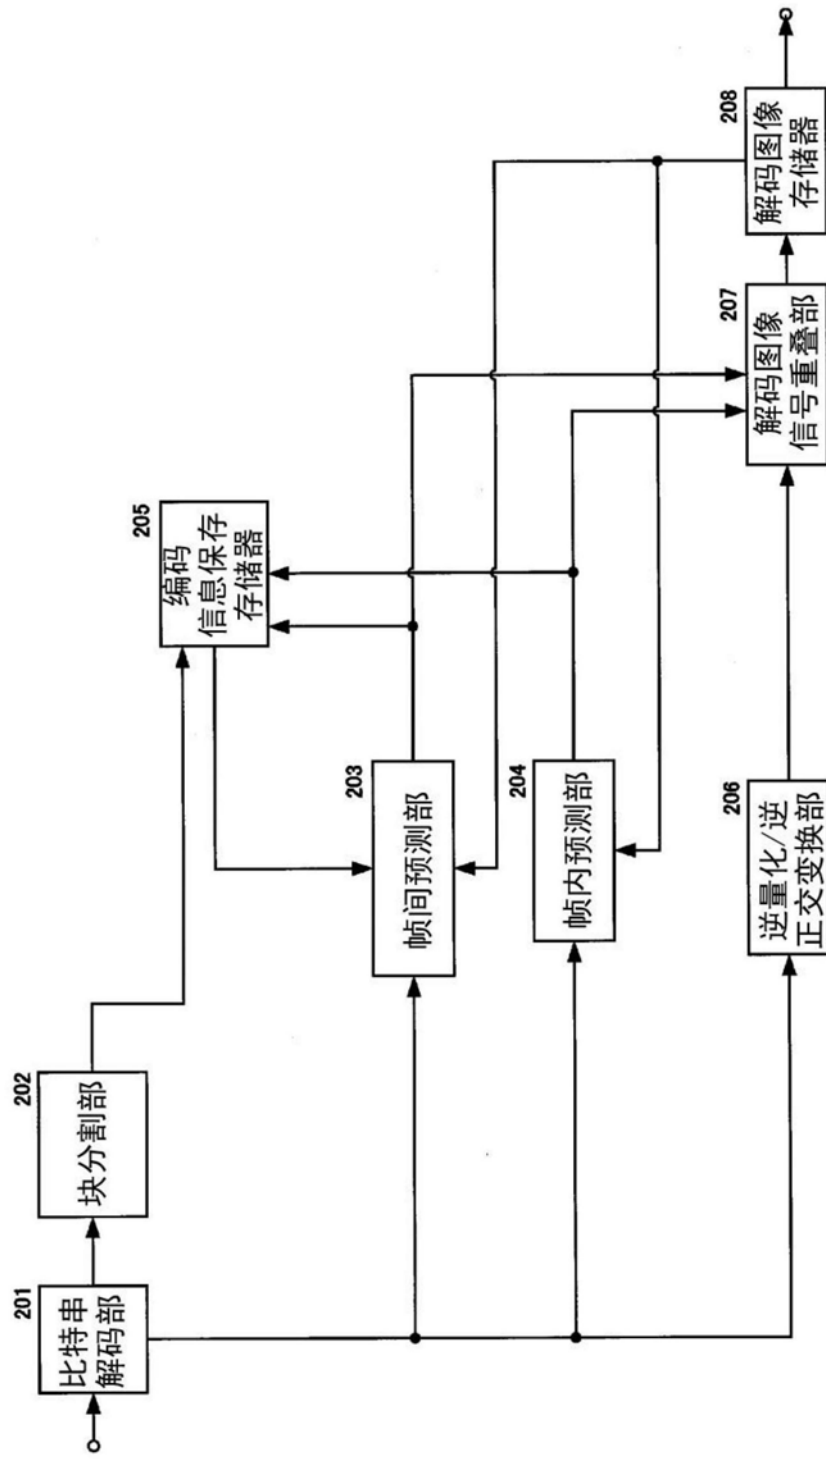 201
比特串
解码部
202
块分割部
205
编码
信息保存
存储器
203
帧间预测部
204
帧内预测部
206
逆量化/逆
正交变换部
207
解码图像
信号重叠部
208
解码图像
存储器